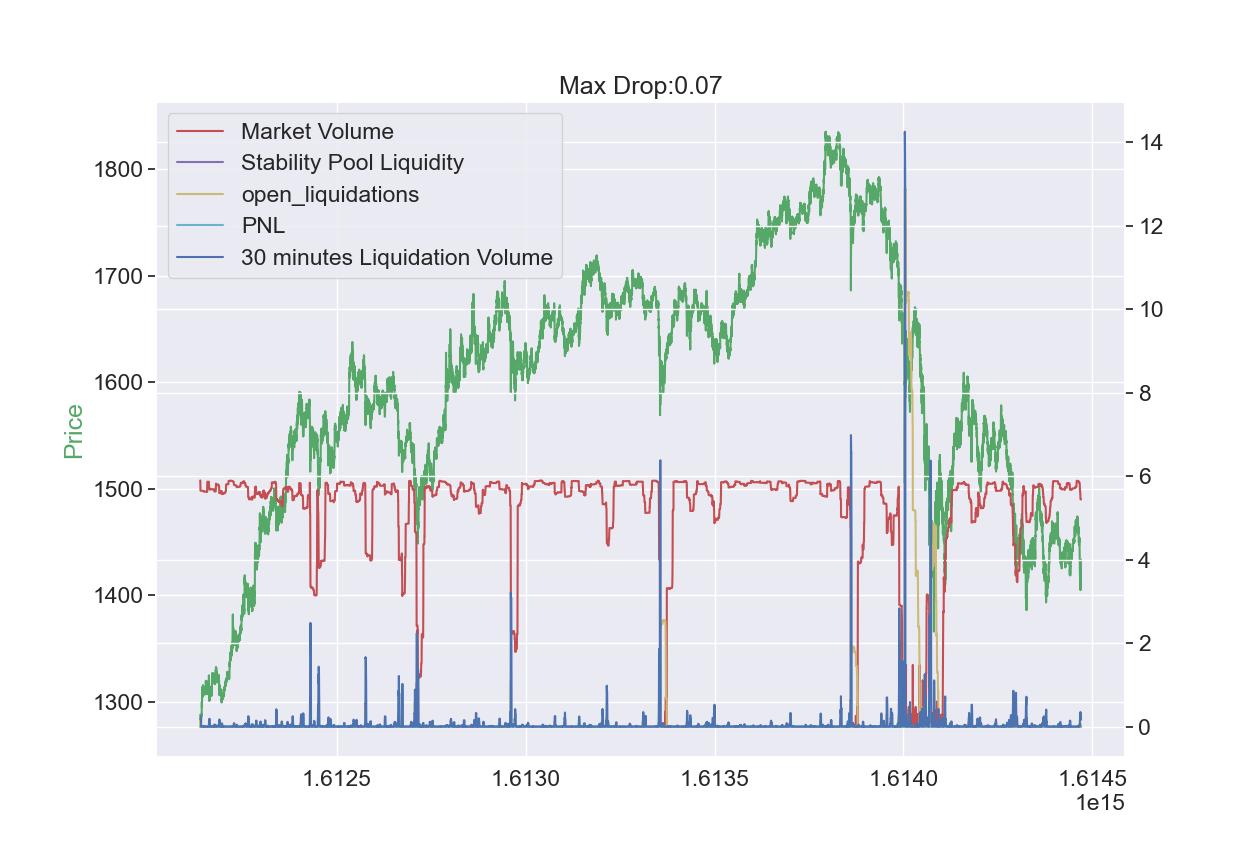 Max Drop:0.07
Market Volume
Stability Pool Liquidity
open_liquidations
PNL
30 minutes Liquidation Volume
Price
1800
1700
1600
1500
1400
1300
14
12
10
8
6
4
2
0
1.6125
1.6130
1.6135
1.6140
1.6145
1e15